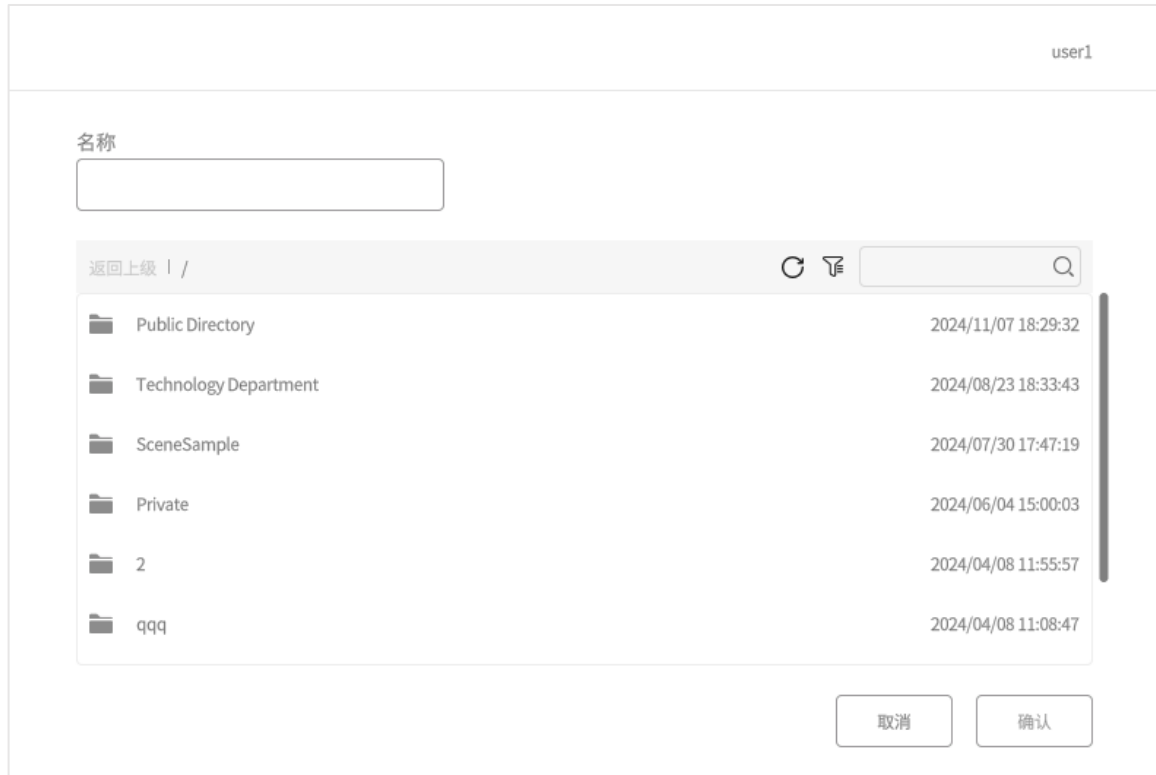 user1
名称
返回上级 | /
Public Directory 2024/11/07 18:29:32
Technology Department 2024/08/23 18:33:43
SceneSample 2024/07/30 17:47:19
Private 2024/06/04 15:00:03
2 2024/04/08 11:55:57
qqq 2024/04/08 11:08:47
取消 确认